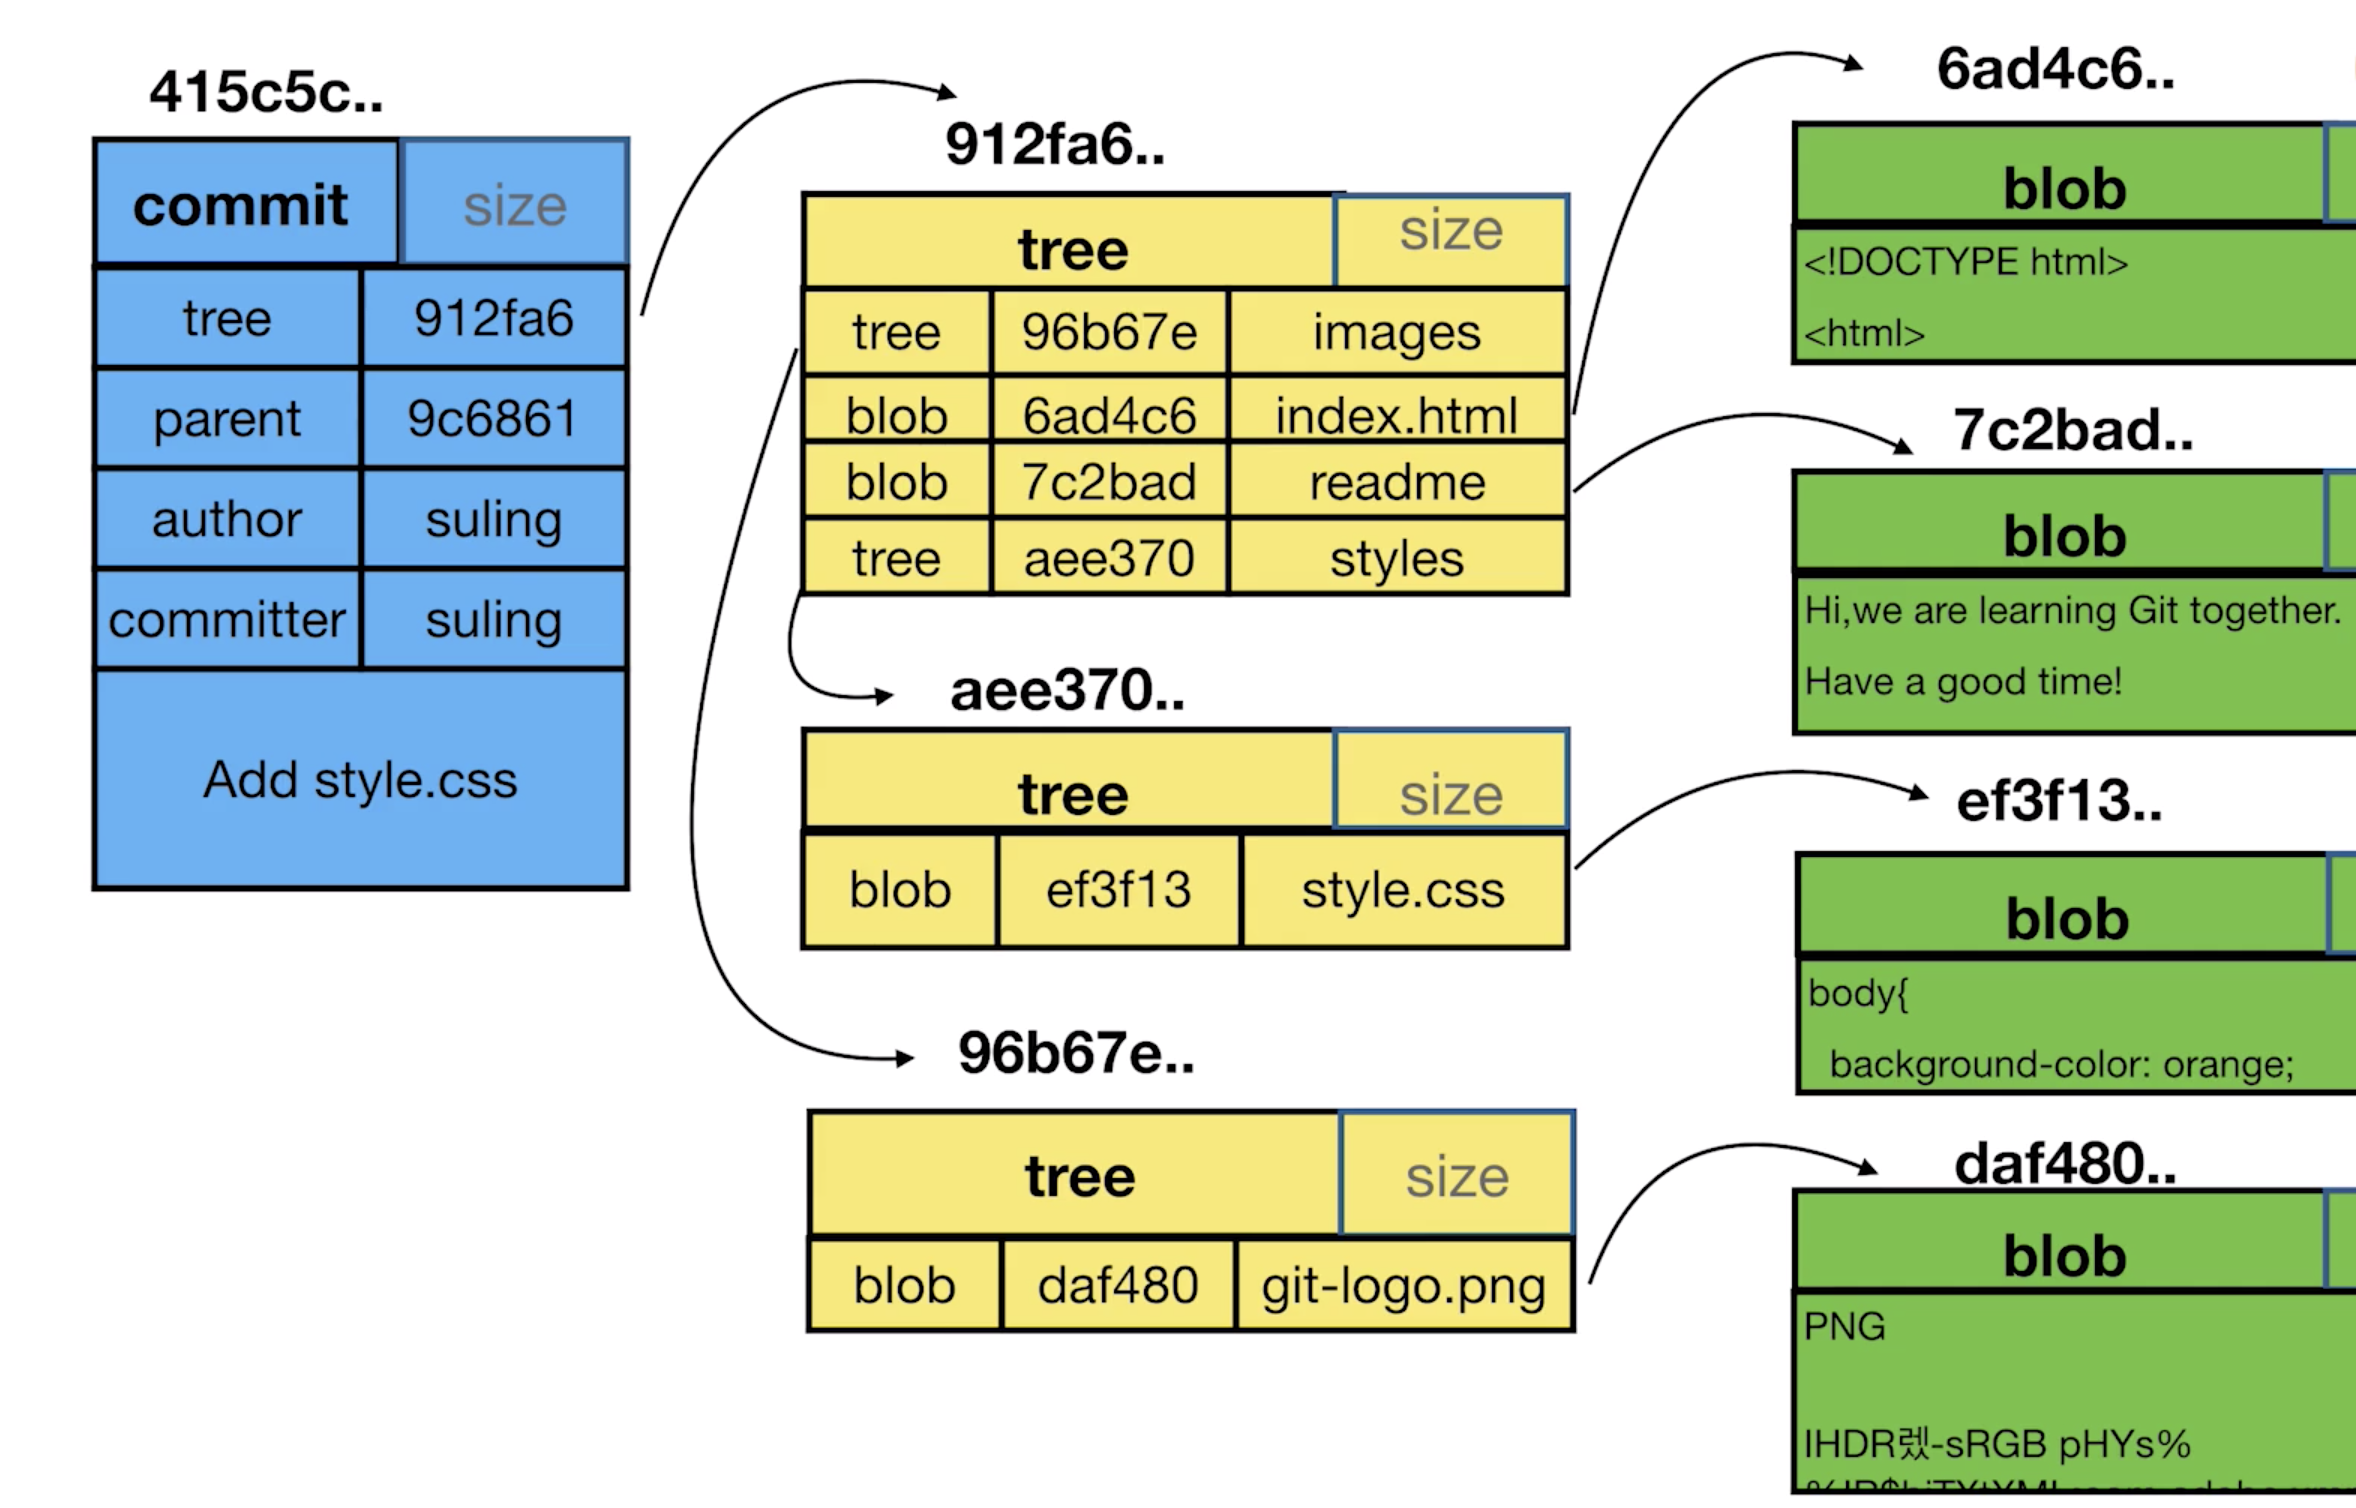 415c5c..
commit size
tree 912fa6
parent 9c6861
author suling
committer suling
Add style.css
912fa6..
tree size
tree 96b67e images
blob 6ad4c6 index.html
blob 7c2bad readme
tree aee370 styles
aee370..
tree size
blob ef3f13 style.css
96b67e..
tree size
blob daf480 git-logo.png
6ad4c6..
blob
<!DOCTYPE html>
<html>
7c2bad..
blob
Hi,we are learning Git together.
Have a good time!
ef3f13..
blob
body{
background-color: orange;
daf480..
blob
PNG
IHDR렜-sRGB pHYs%